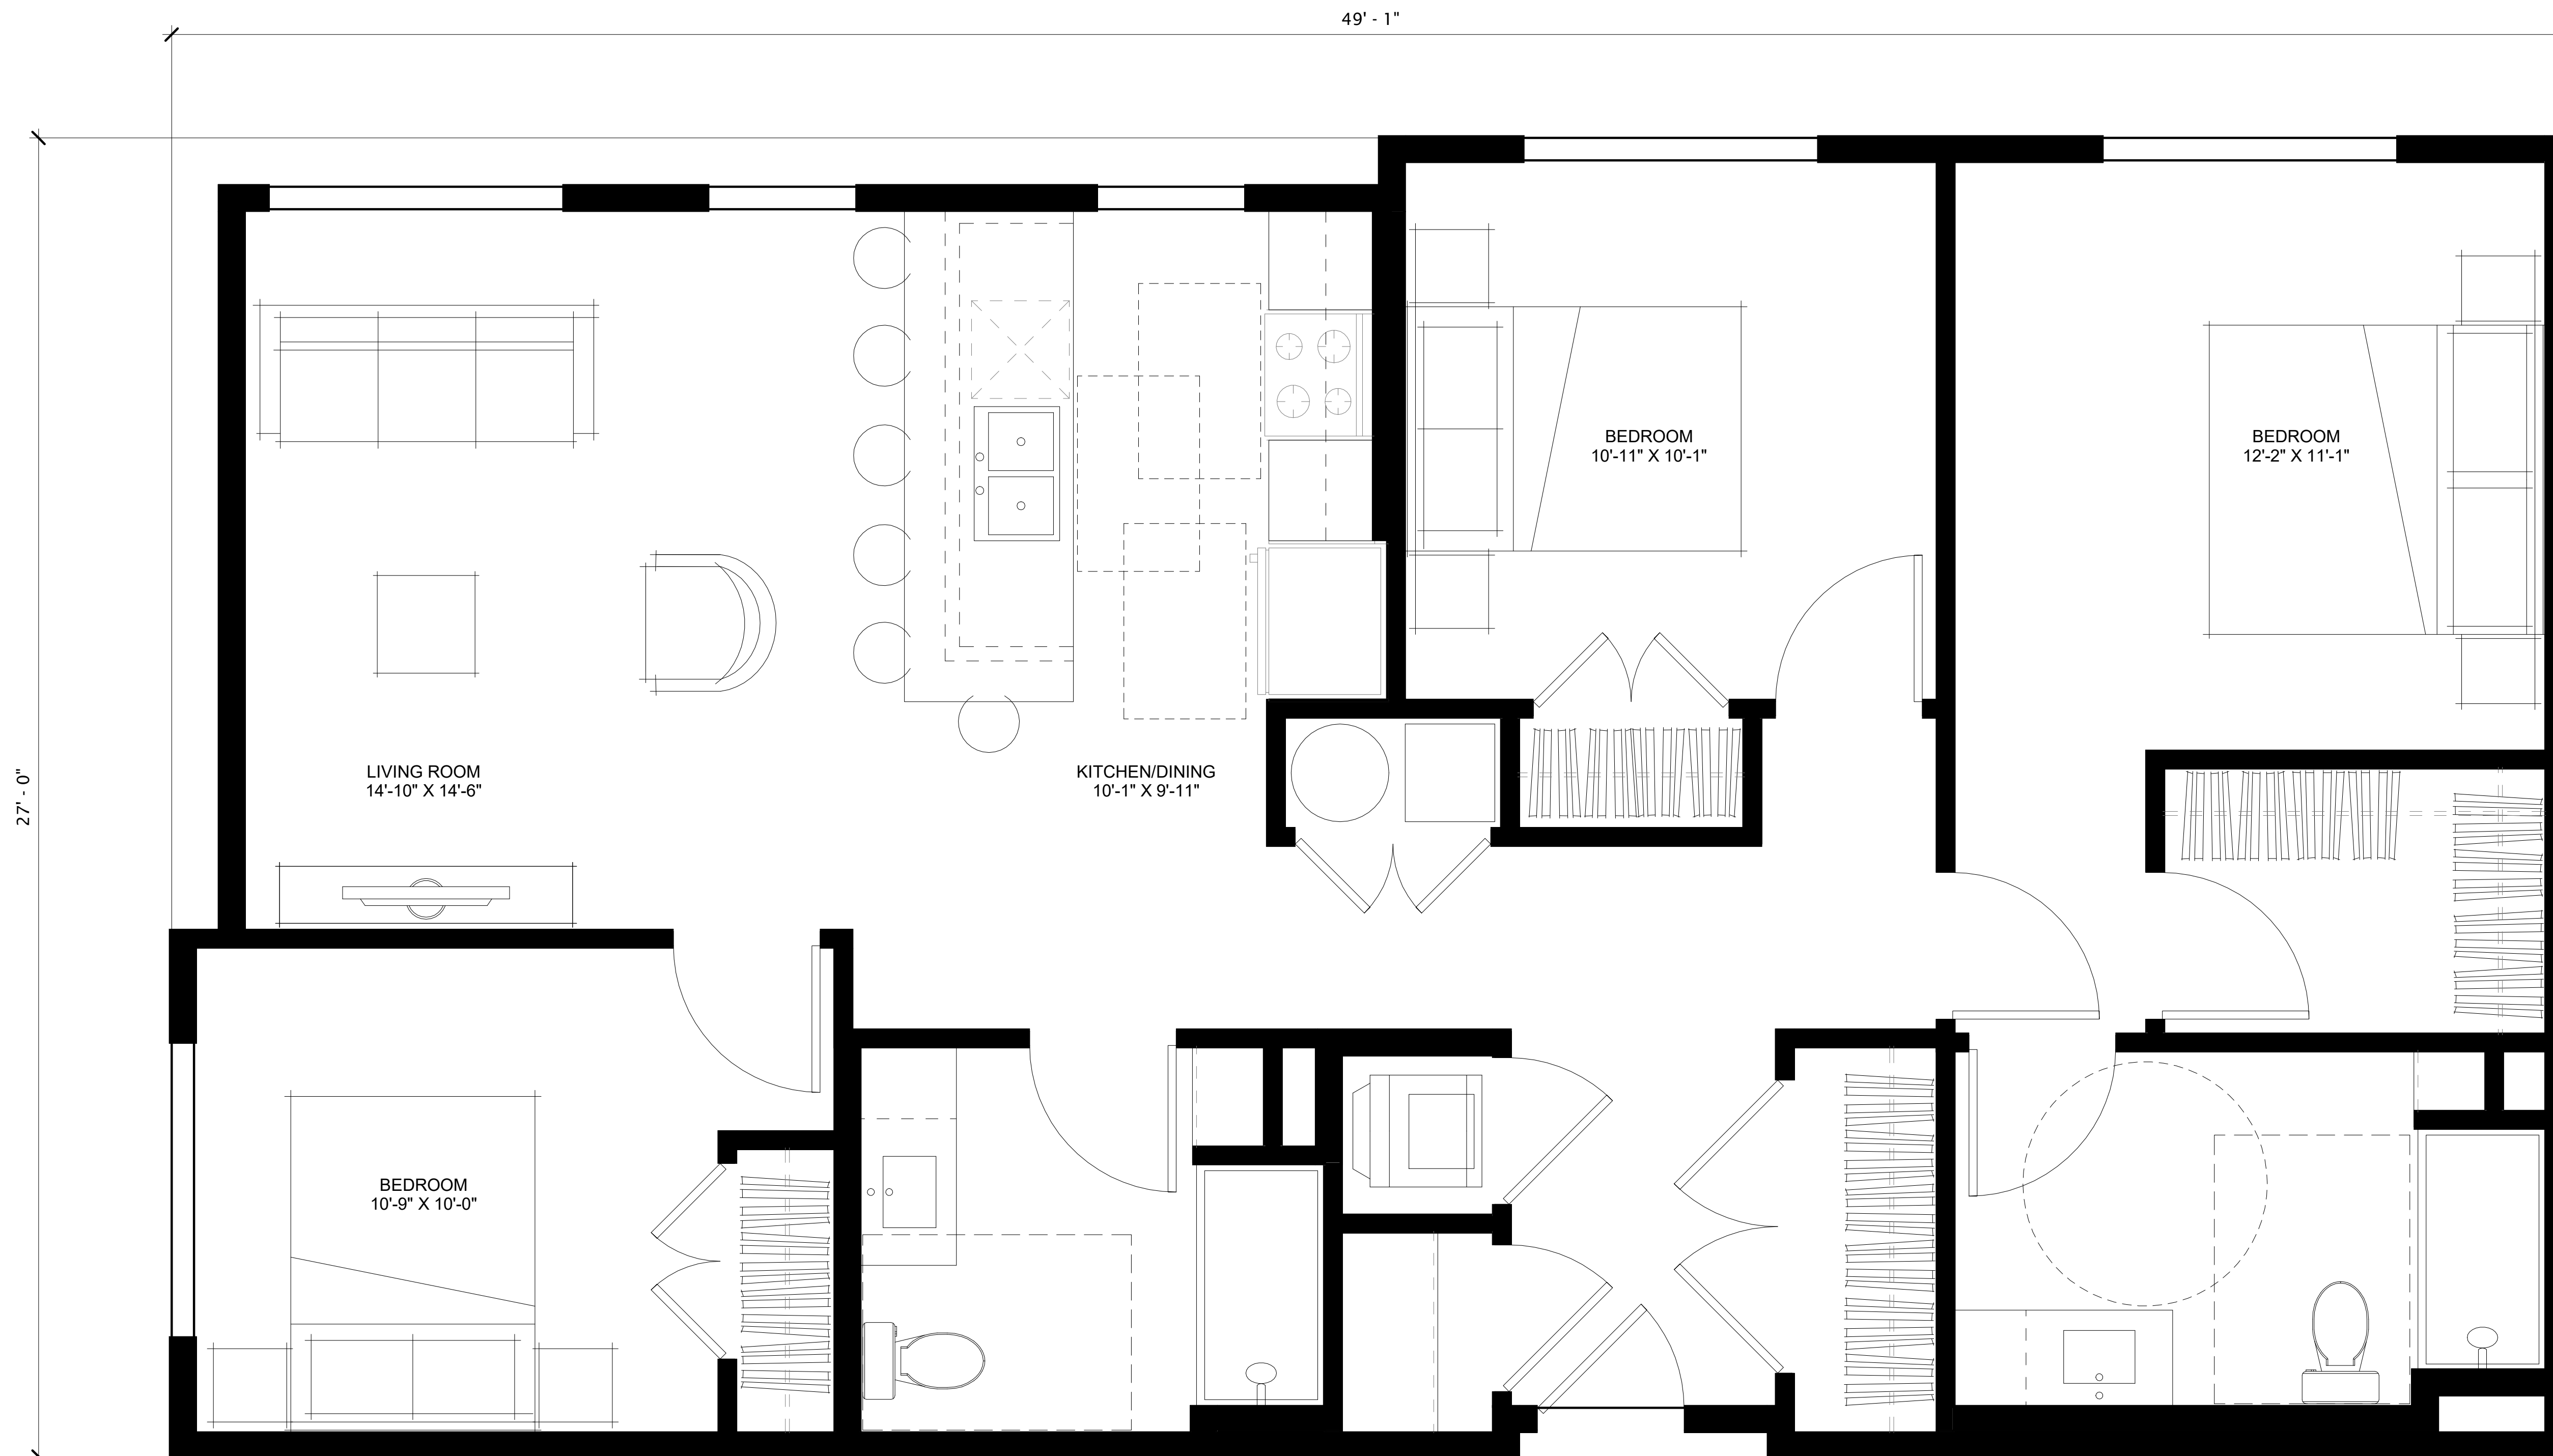 49' - 1"
27' - 0"
BEDROOM
10'-11" X 10'-1"
BEDROOM
12'-2" X 11'-1"
LIVING ROOM
14'-10" X 14'-6"
KITCHEN/DINING
10'-1" X 9'-11"
BEDROOM
10'-9" X 10'-0"